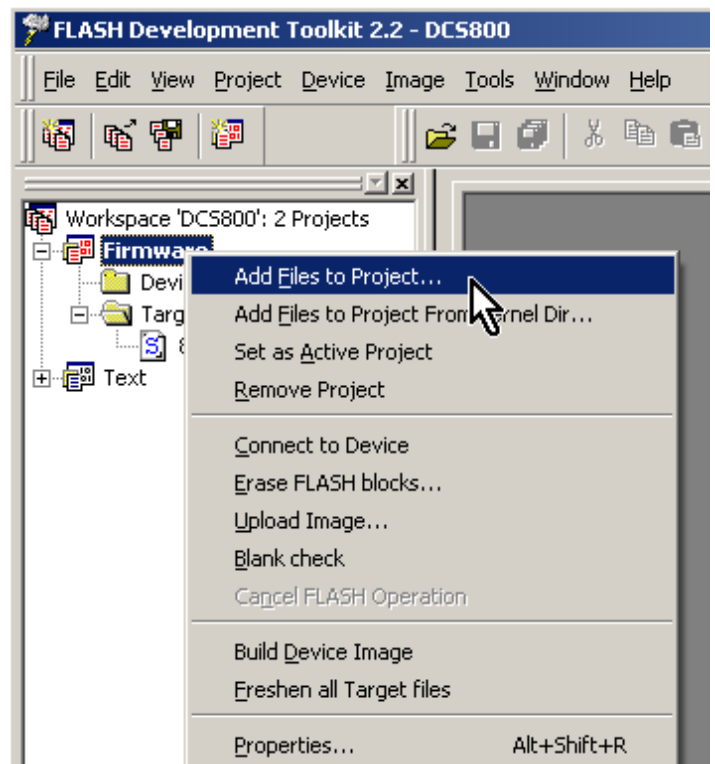 FLASH Development Toolkit 2.2 - DCS800
File Edit View Project Device Image Tools Window Help
Workspace 'DCS800': 2 Projects
Firmware
Add Files to Project...
Add Files to Project From Dir...
Set as Active Project
Text
Remove Project
Connect to Device
Erase FLASH blocks...
Upload Image...
Blank check
Cancel FLASH Operation
Build Device Image
Freshen all Target files
Properties... Alt+Shift+R